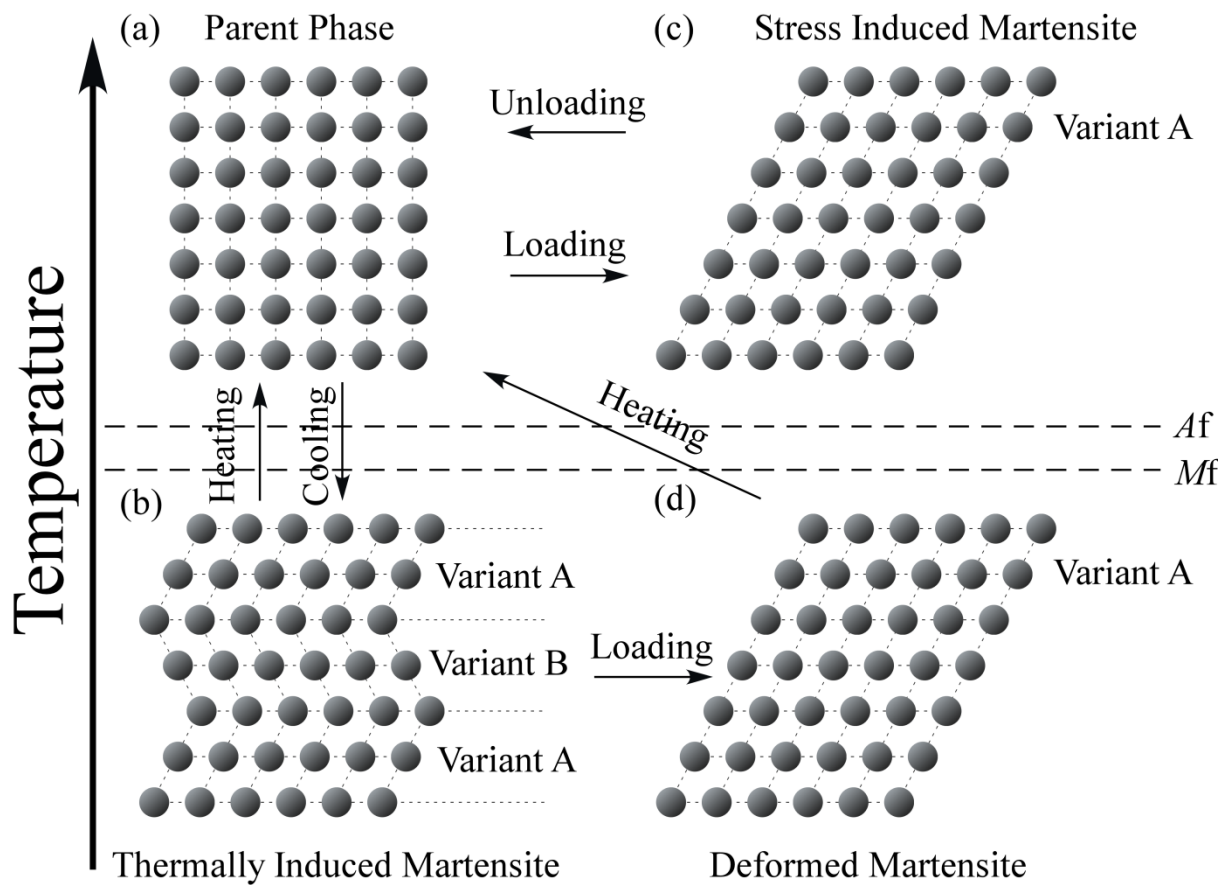 (a) Parent Phase
(c) Stress Induced Martensite
Unloading
Variant A
Loading
Temperature
Heating
Cooling
Heating
Af
Mf
(b)
(d)
Variant A
Variant A
Variant B
Loading
Variant A
Thermally Induced Martensite
Deformed Martensite